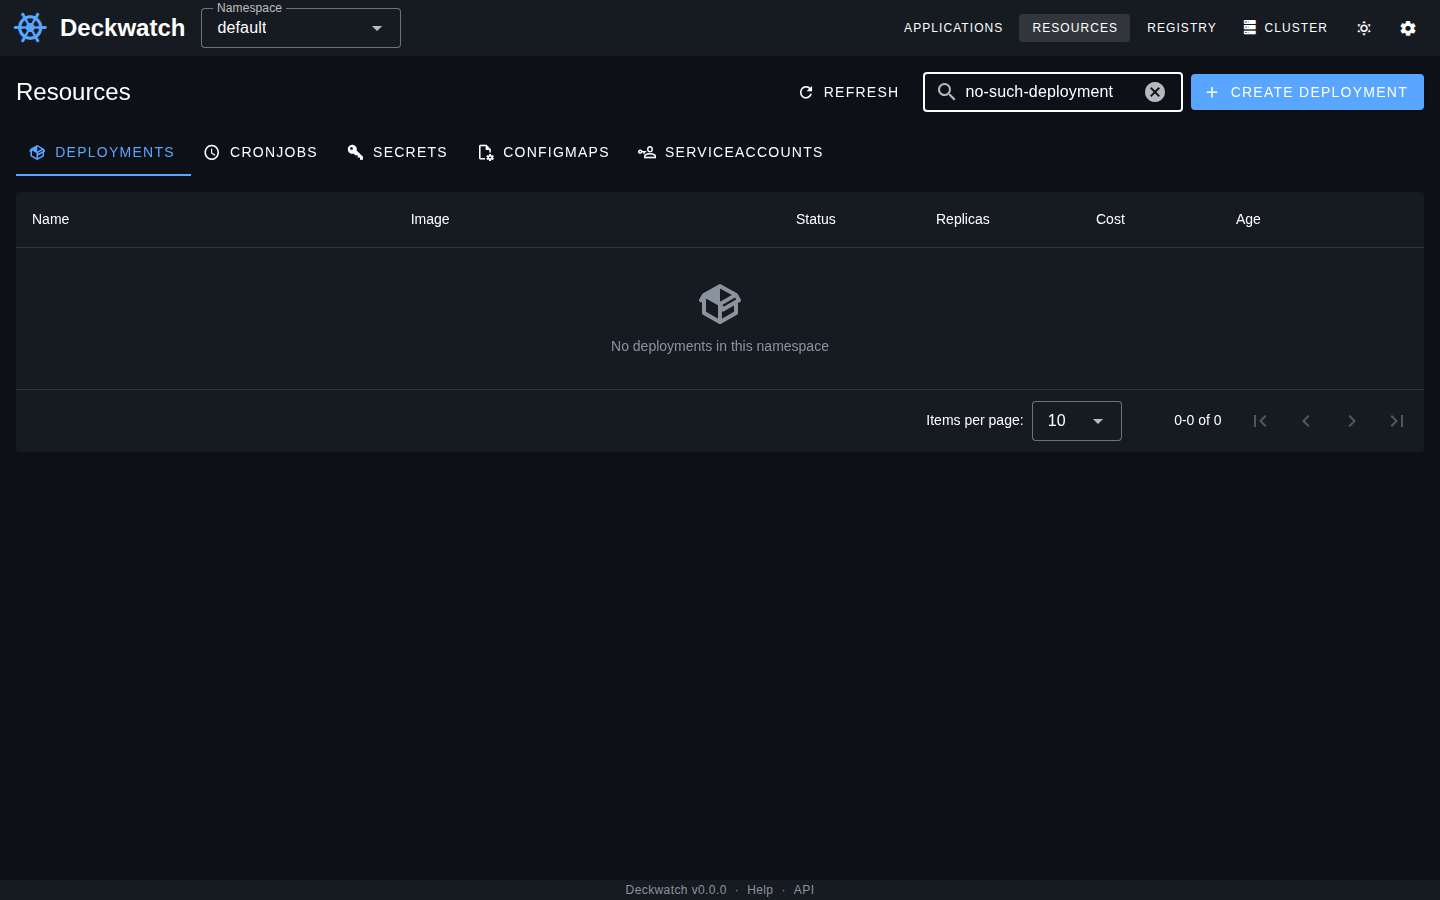 Deckwatch
Namespace
default
APPLICATIONS
RESOURCES
REGISTRY
CLUSTER
Resources
REFRESH
no-such-deployment
CREATE DEPLOYMENT
DEPLOYMENTS
CRONJOBS
SECRETS
CONFIGMAPS
SERVICEACCOUNTS
Name
Image
Status
Replicas
Cost
Age
No deployments in this namespace
Items per page:
10
0-0 of 0
Deckwatch v0.0.0 · Help · API